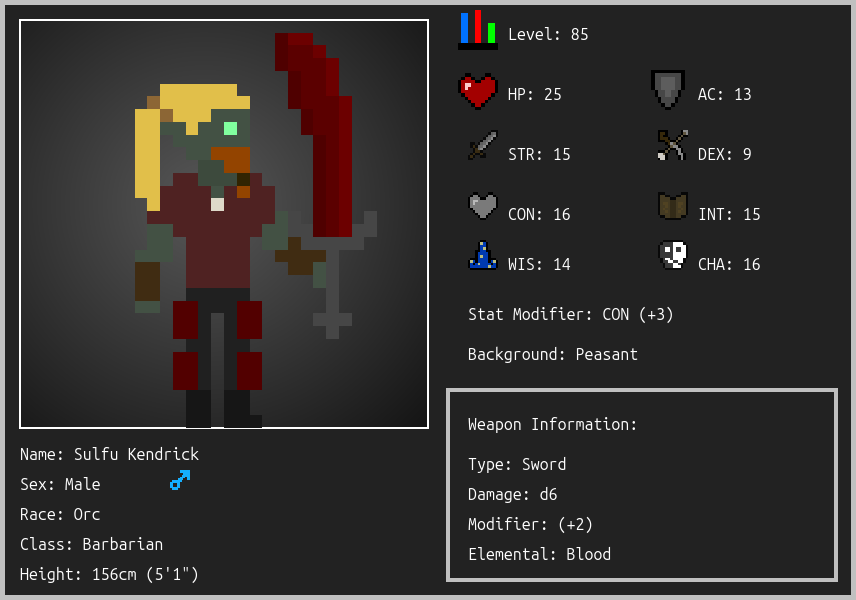 Level: 85
HP: 25
AC: 13
STR: 15
DEX: 9
CON: 16
INT: 15
WIS: 14
CHA: 16
Stat Modifier: CON (+3)
Background: Peasant
Weapon Information:
Type: Sword
Damage: d6
Modifier: (+2)
Elemental: Blood
Name: Sulfu Kendrick
Sex: Male
Race: Orc
Class: Barbarian
Height: 156cm (5'1")